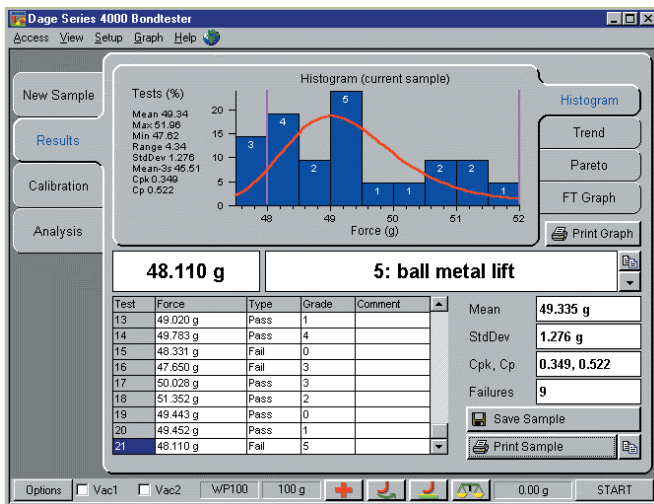 Dage Series 4000 Bondtester
Access View Setup Graph Help
New Sample
Results
Calibration
Analysis
Histogram (current sample)
Tests (%)
Mean 49.34
Max 51.96
Min 47.62
Range 4.34
StdDev 1.276
Mean-3s 45.51
Cpk 0.349
Cp 0.522
20
15
10
5
0
3 4 2 5 1 1 2 2 1
48 49 50 51 52
Force (g)
Histogram
Trend
Pareto
FT Graph
Print Graph
48.110 g 5: ball metal lift
Test Force Type Grade Comment
13 49.020 g Pass 1
14 49.783 g Pass 4
15 48.331 g Fail 0
16 47.650 g Fail 3
17 50.028 g Pass 3
18 51.352 g Pass 2
19 49.443 g Pass 0
20 49.452 g Pass 1
21 48.110 g Fail 5
Mean 49.335 g
StdDev 1.276 g
Cpk, Cp 0.349, 0.522
Failures 9
Save Sample
Print Sample
Options Vac1 Vac2 WP100 100 g 0.00 g START